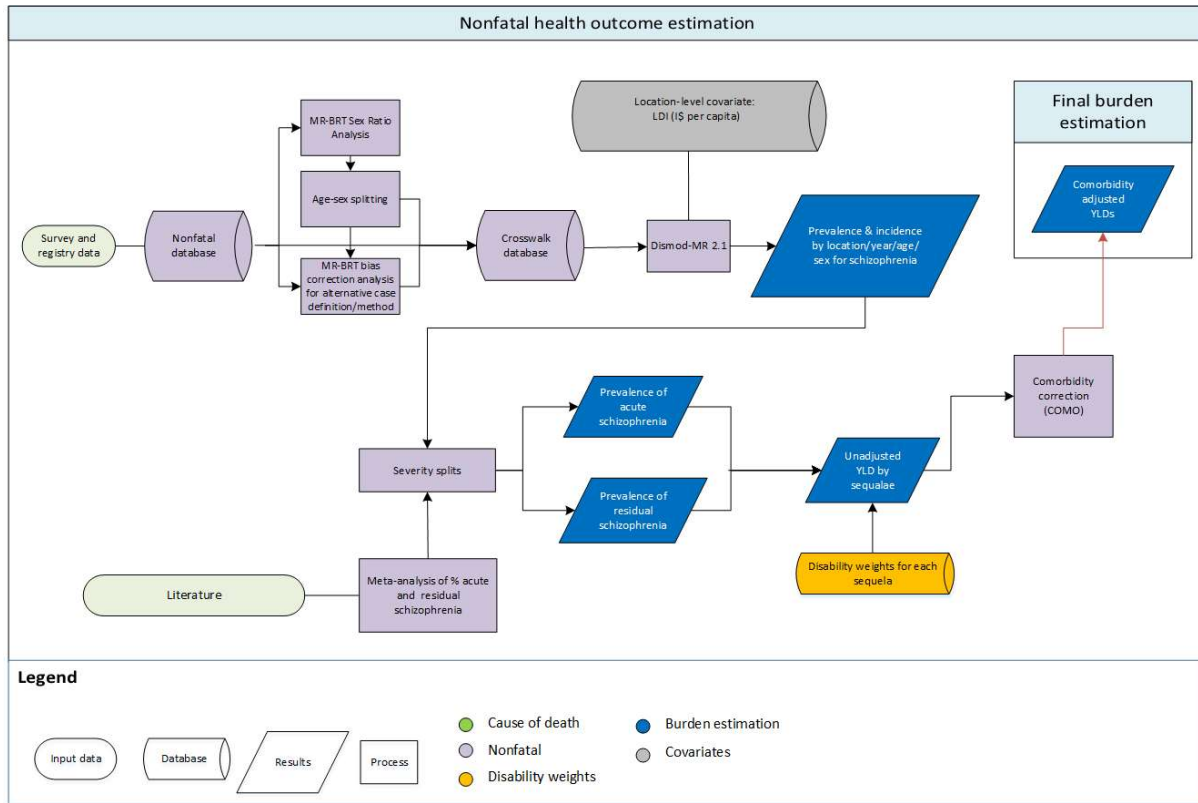 Nonfatal health outcome estimation
MR-BRT Sex Ratio
Analysis
Age-sex splitting
MR-BRT bias
correction analysis
for alternative case
definition/method
Survey and
registry data
Nonfatal
database
Crosswalk
database
Location-level covariate:
LDI (I$ per capita)
Dismod-MR 2.1
Prevalence & incidence
by location/year/age/
sex for schizophrenia
Final burden
estimation
Comorbidity
adjusted
YLDs
Comorbidity
correction
(COMO)
Severity splits
Prevalence of
acute
schizophrenia
Prevalence of
residual
schizophrenia
Unadjusted
YLD by
sequalae
Disability weights for each
sequela
Literature
Meta-analysis of % acute
and residual
schizophrenia
Legend
Input data
Database
Results
Process
Cause of death
Nonfatal
Disability weights
Burden estimation
Covariates